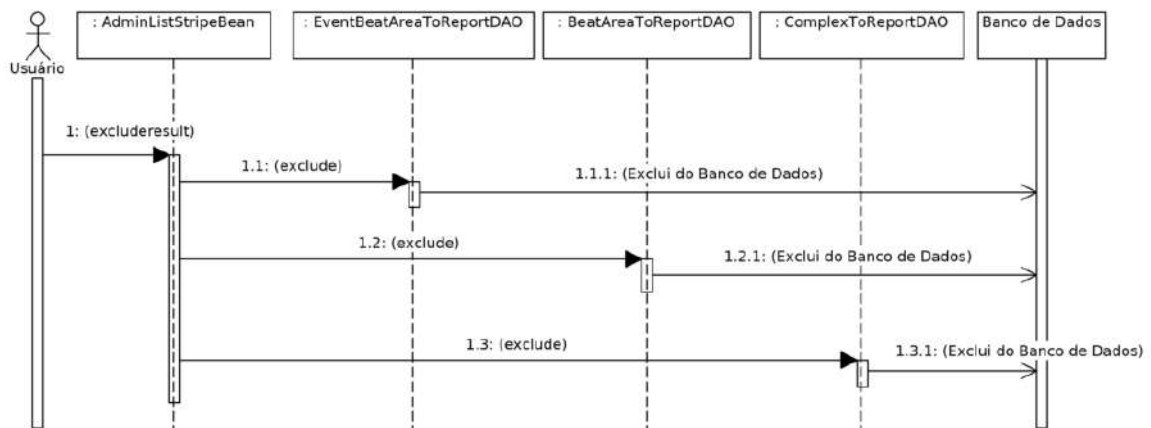 : AdminListStripeBean
: EventBeatAreaToReportDAO
: BeatAreaToReportDAO
: ComplexToReportDAO
Banco de Dados
Usuário
1: (excluderesult)
1.1: (exclude)
1.1.1: (Exclui do Banco de Dados)
1.2: (exclude)
1.2.1: (Exclui do Banco de Dados)
1.3: (exclude)
1.3.1: (Exclui do Banco de Dados)